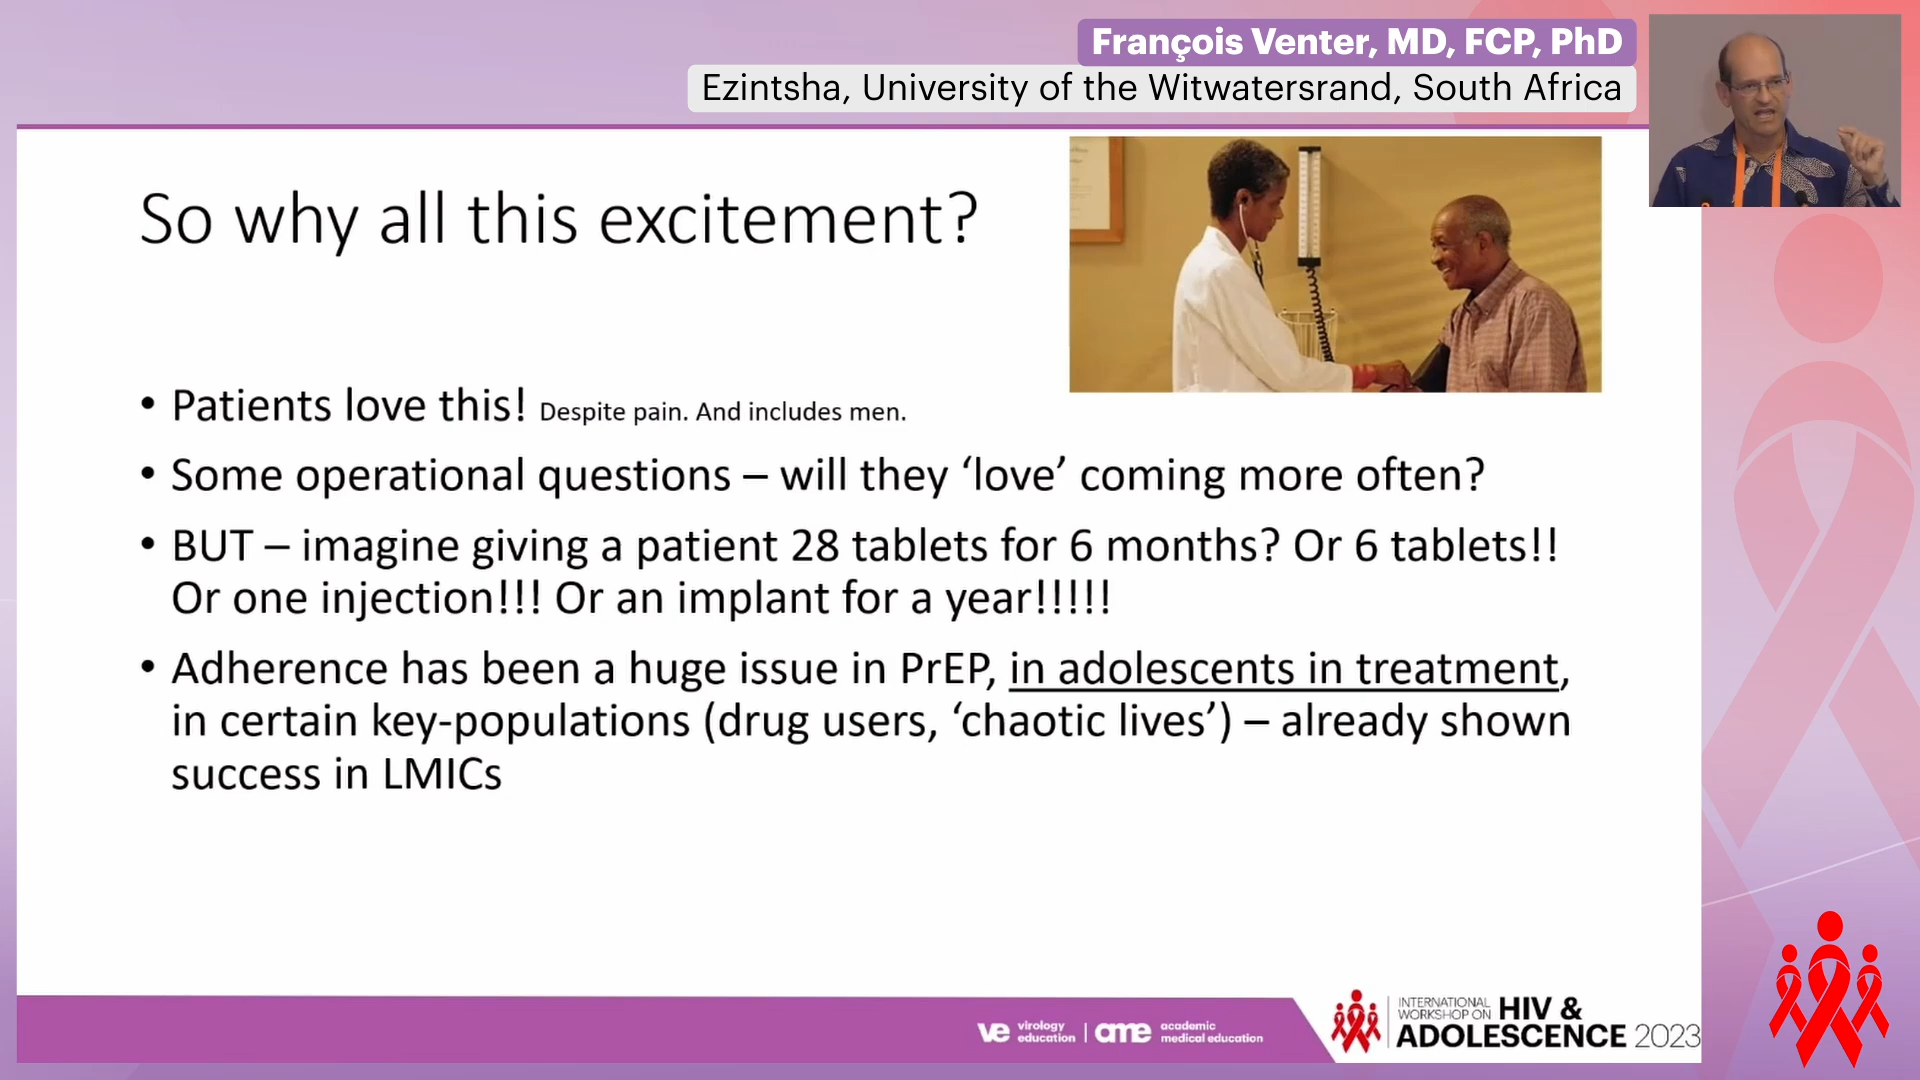 François Venter, MD, FCP, PhD
Ezintsha, University of the Witwatersrand, South Africa
So why all this excitement?
• Patients love this! Despite pain. And includes men.
• Some operational questions – will they ‘love’ coming more often?
• BUT – imagine giving a patient 28 tablets for 6 months? Or 6 tablets!!
Or one injection!!! Or an implant for a year!!!!!
• Adherence has been a huge issue in PrEP, in adolescents in treatment,
in certain key-populations (drug users, ‘chaotic lives’) – already shown
success in LMICs
ve virology education | ame academic medical education
INTERNATIONAL WORKSHOP ON HIV &
ADOLESCENCE 2023